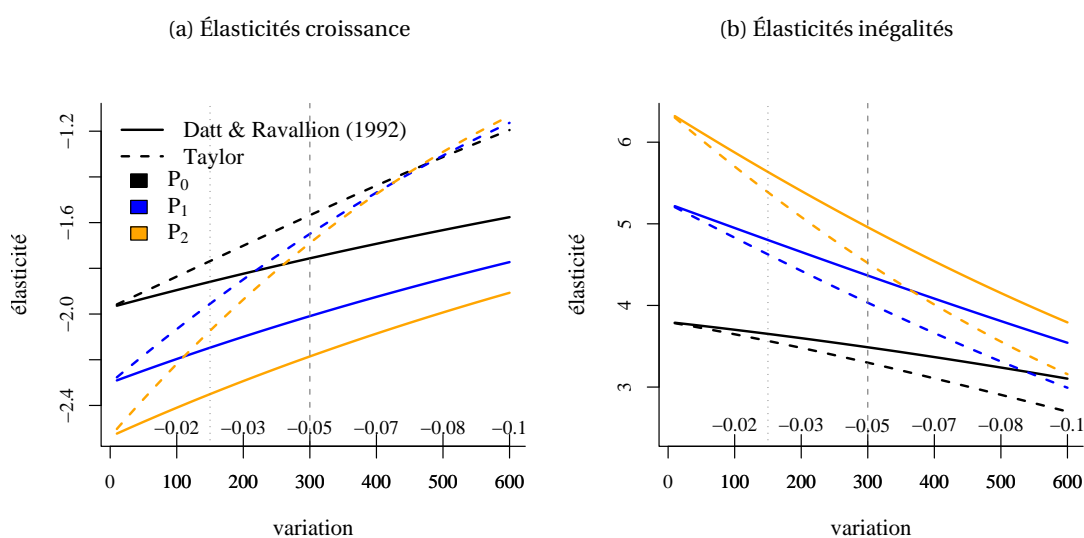 (a) Élasticités croissance
élasticité
−1.2
−1.6
−2.0
−2.4
Datt & Ravallion (1992)
Taylor
P0
P1
P2
−0.02 −0.03 −0.05 −0.07 −0.08 −0.1
0 100 200 300 400 500 600
variation
(b) Élasticités inégalités
élasticité
6
5
4
3
−0.02 −0.03 −0.05 −0.07 −0.08 −0.1
0 100 200 300 400 500 600
variation